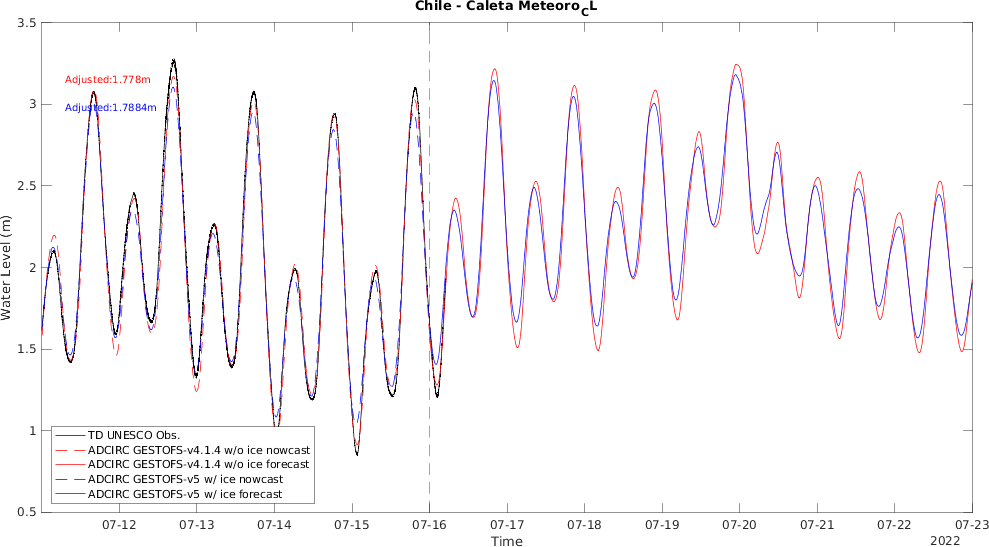 Chile - Caleta Meteoro_CL
Water Level (m)
3.5
3
2.5
2
1.5
1
0.5
Adjusted:1.778m
Adjusted:1.7884m
TD UNESCO Obs.
ADCIRC GESTOFS-v4.1.4 w/o ice nowcast
ADCIRC GESTOFS-v4.1.4 w/o ice forecast
ADCIRC GESTOFS-v5 w/ ice nowcast
ADCIRC GESTOFS-v5 w/ ice forecast
07-12 07-13 07-14 07-15 07-16 07-17 07-18 07-19 07-20 07-21 07-22 07-23
Time
2022